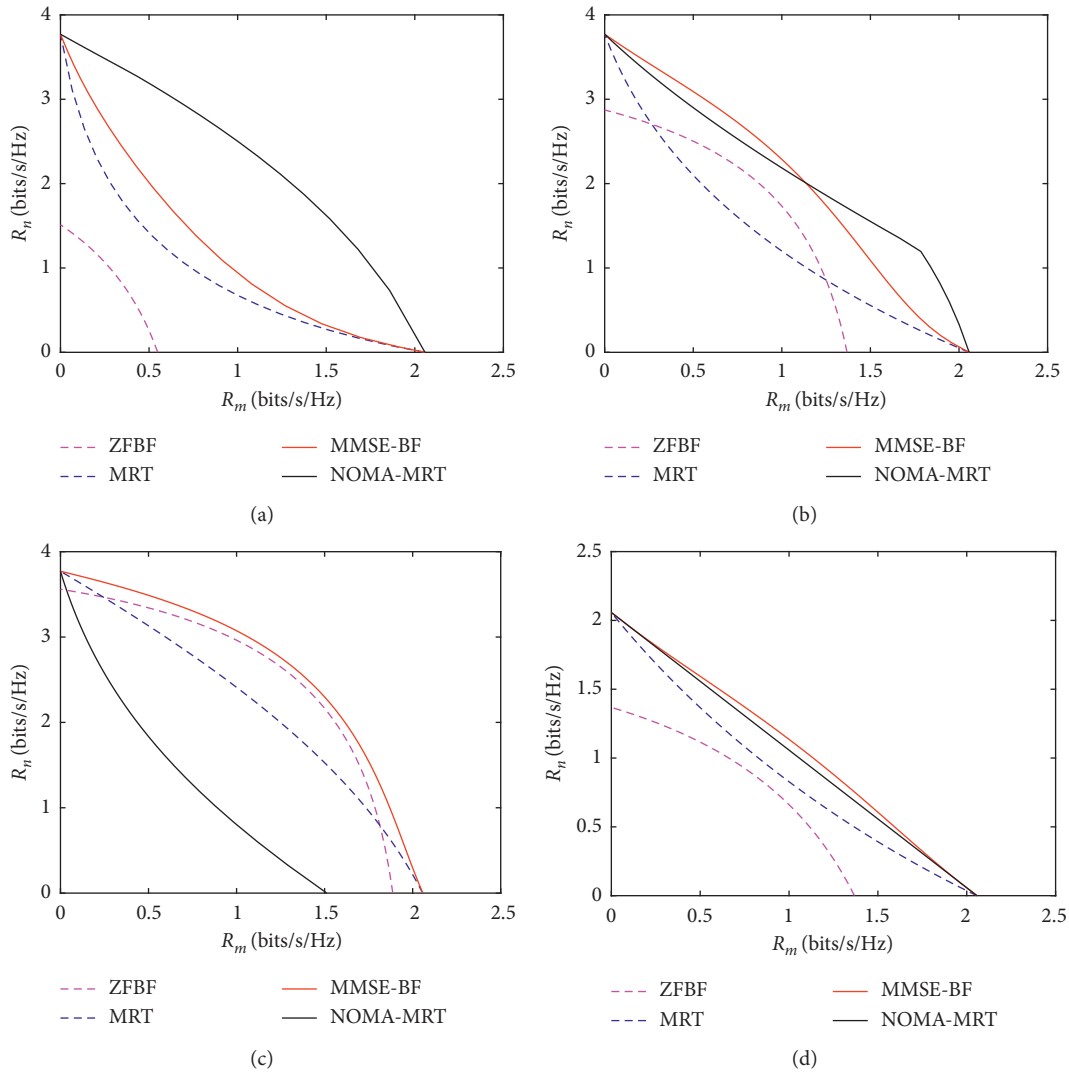 4
3
2
1
0
R_n (bits/s/Hz)
0 0.5 1 1.5 2 2.5
R_m (bits/s/Hz)
ZFBF MMSE-BF
MRT NOMA-MRT
(a)
4
3
2
1
0
R_n (bits/s/Hz)
0 0.5 1 1.5 2 2.5
R_m (bits/s/Hz)
ZFBF MMSE-BF
MRT NOMA-MRT
(b)
4
3
2
1
0
R_n (bits/s/Hz)
0 0.5 1 1.5 2 2.5
R_m (bits/s/Hz)
ZFBF MMSE-BF
MRT NOMA-MRT
(c)
2.5
2
1.5
1
0.5
0
R_n (bits/s/Hz)
0 0.5 1 1.5 2 2.5
R_m (bits/s/Hz)
ZFBF MMSE-BF
MRT NOMA-MRT
(d)